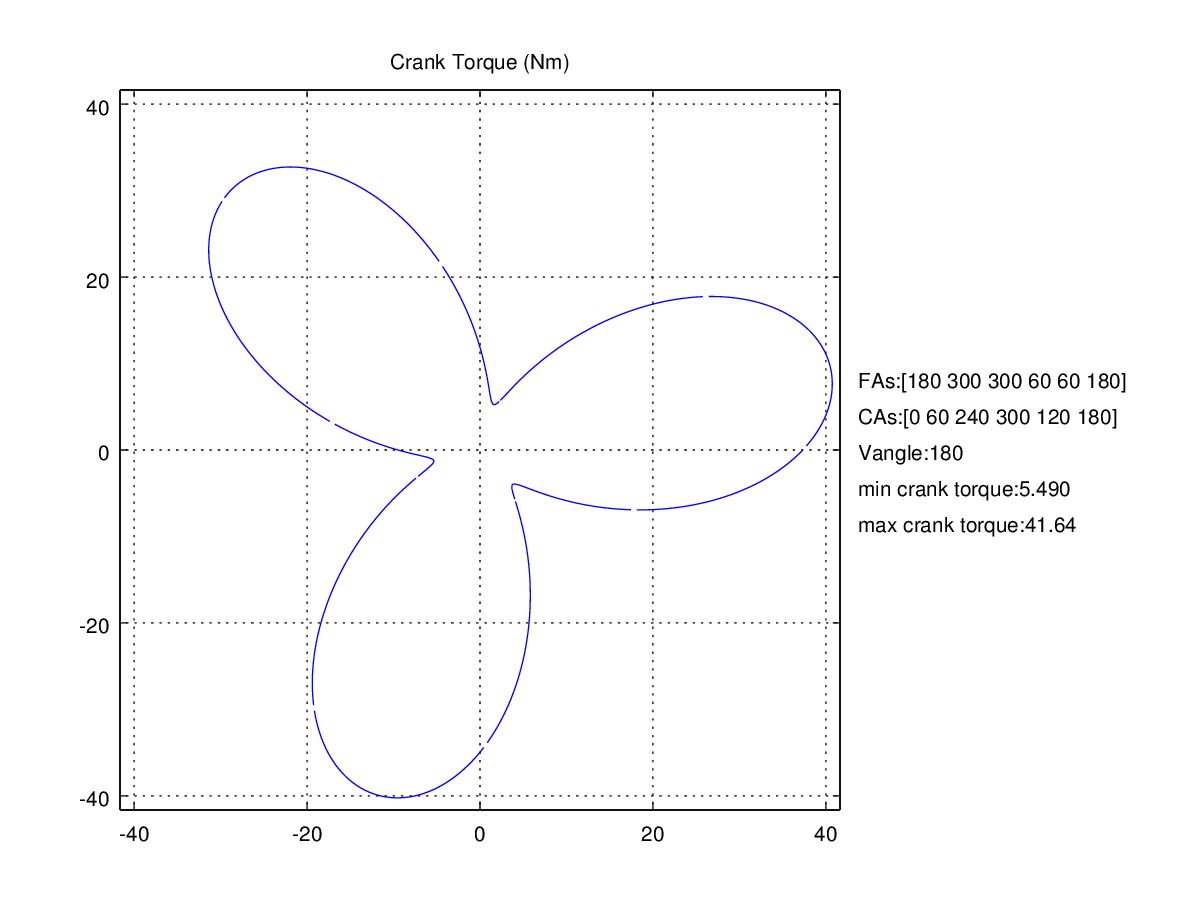 Crank Torque (Nm)
40
20
0
-20
-40
-40 -20 0 20 40
FAs:[180 300 300 60 60 180]
CAs:[0 60 240 300 120 180]
Vangle:180
min crank torque:5.490
max crank torque:41.64